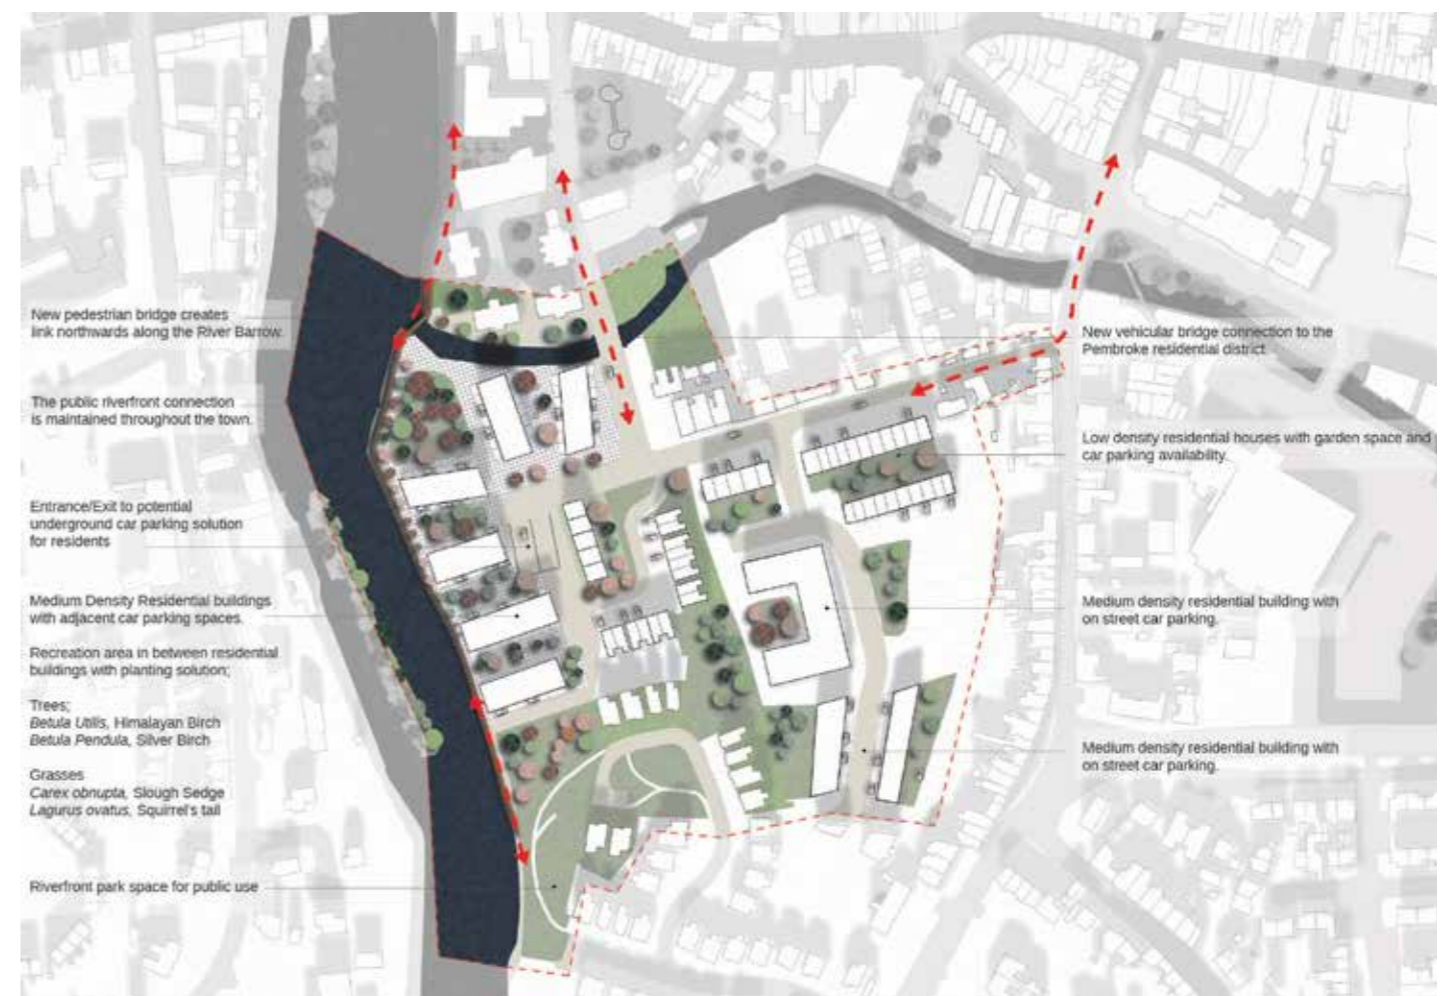 New pedestrian bridge creates
link northwards along the River Barrow.
The public riverfront connection
is maintained throughout the town.
Entrance/Exit to potential
underground car parking solution
for residents
Medium Density Residential buildings
with adjacent car parking spaces.
Recreation area in between residential
buildings with planting solution;
Trees;
Betula Utilis, Himalayan Birch
Betula Pendula, Silver Birch
Grasses
Carex obnupta, Slough Sedge
Lagurus ovatus, Squirrel's tail
Riverfront park space for public use
New vehicular bridge connection to the
Pembroke residential district.
Low density residential houses with garden space and
car parking availability.
Medium density residential building with
on street car parking.
Medium density residential building with
on street car parking.